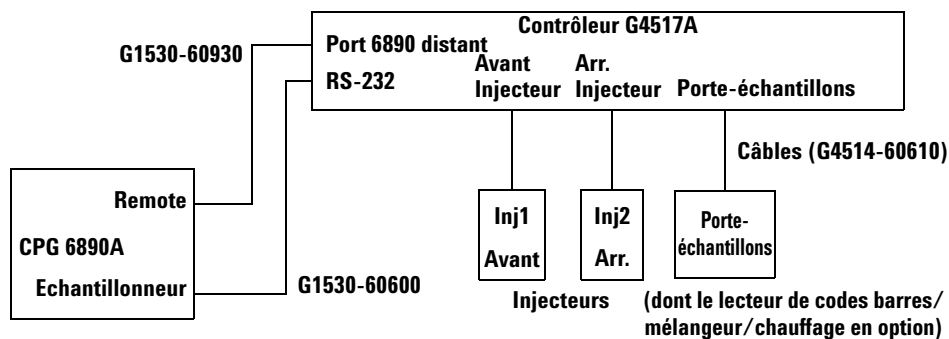 Contrôleur G4517A
Port 6890 distant
G1530-60930
RS-232
Avant
Injecteur
Arr.
Injecteur
Porte-échantillons
Câbles (G4514-60610)
Remote
CPG 6890A
Echantillonneur
G1530-60600
Inj1
Avant
Inj2
Arr.
Porte-
échantillons
Injecteurs
(dont le lecteur de codes barres/
mélangeur/chauffage en option)